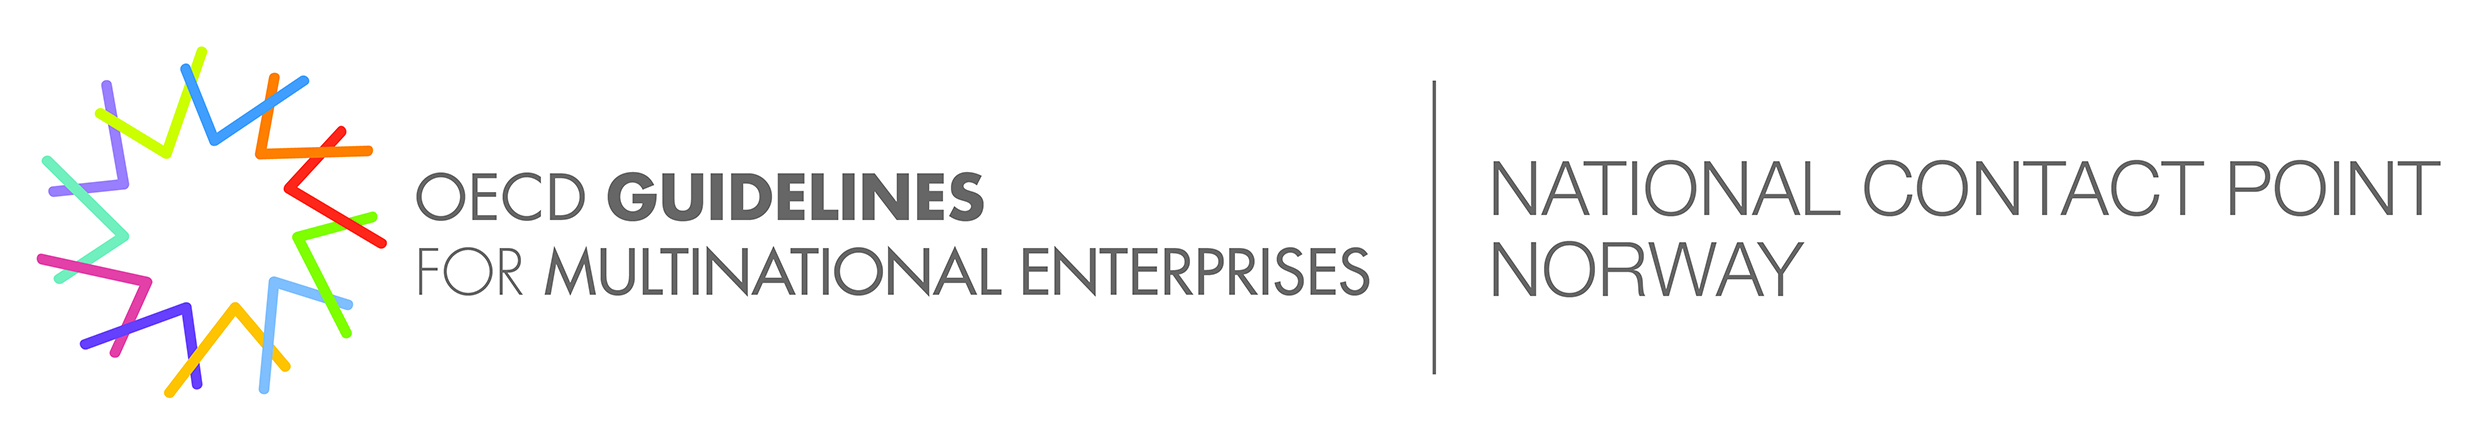 OECD GUIDELINES
FOR MULTINATIONAL ENTERPRISES
NATIONAL CONTACT POINT
NORWAY